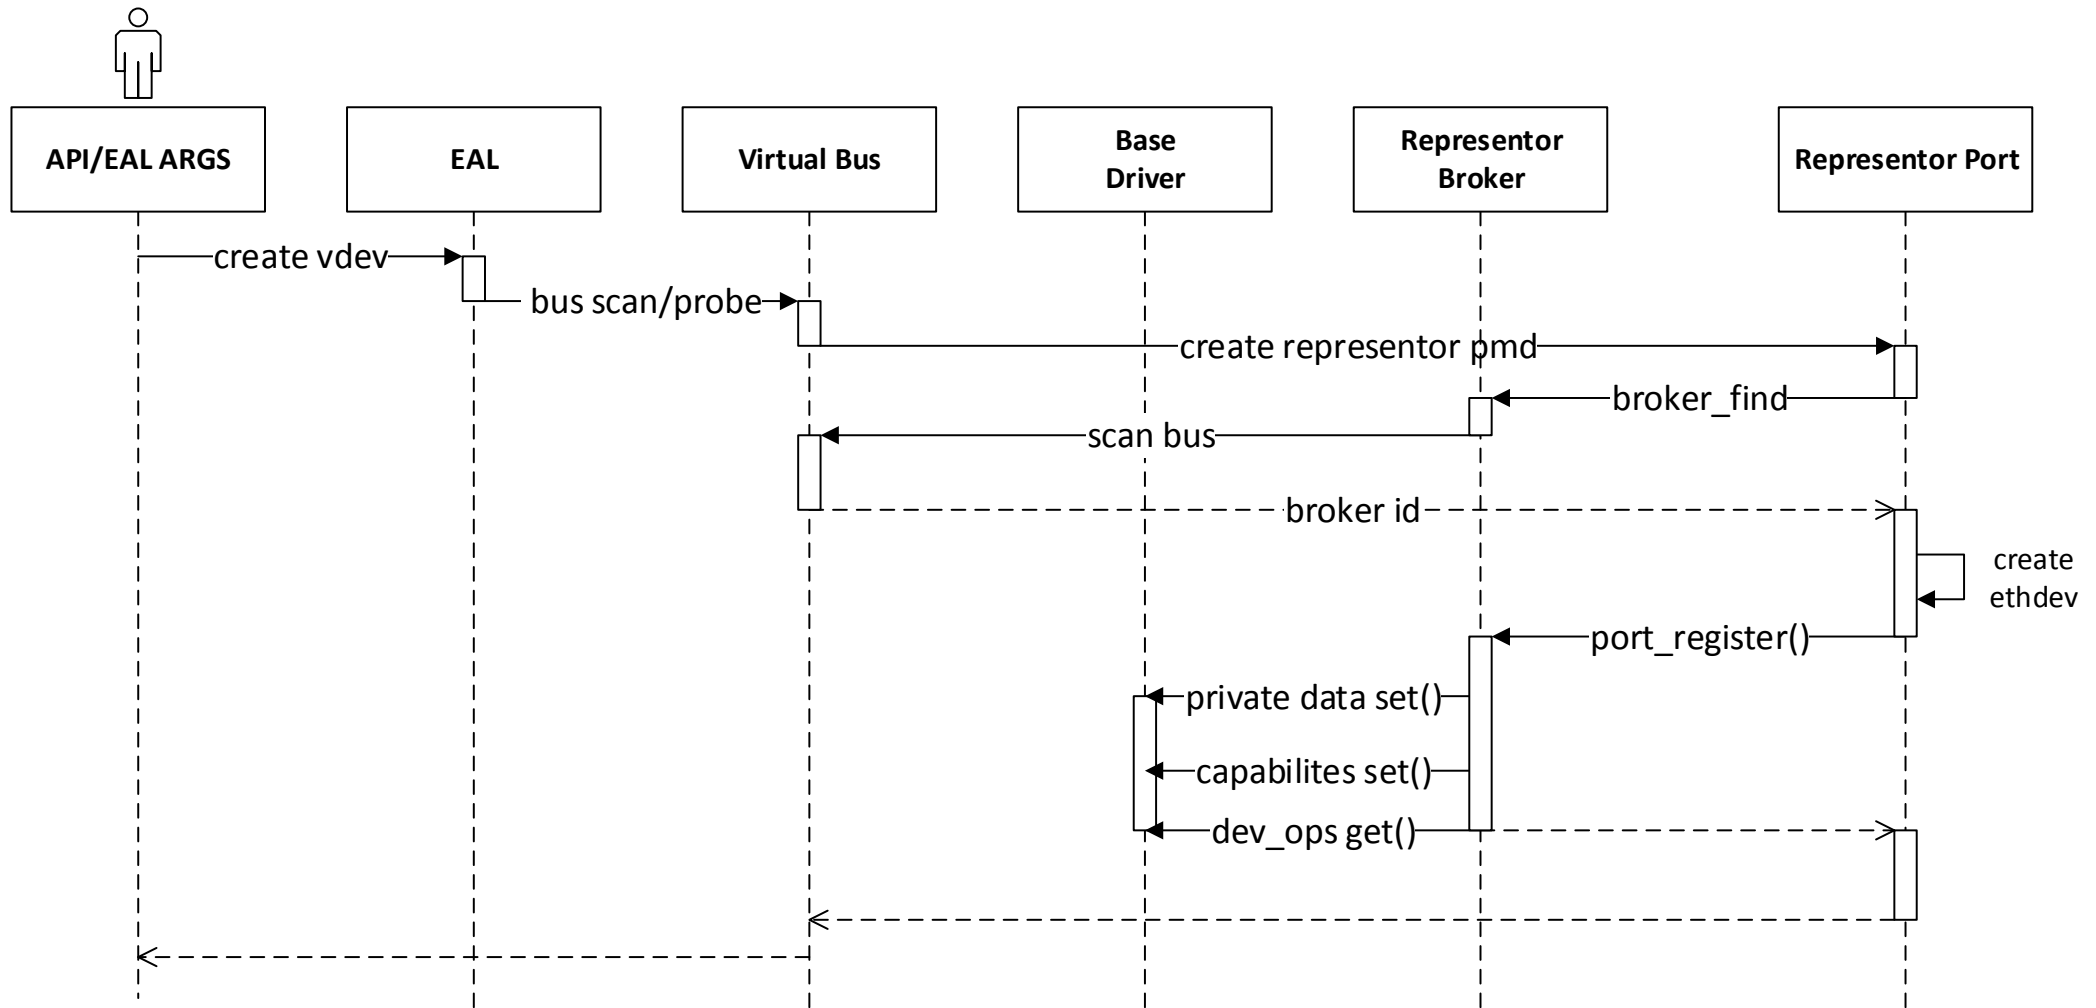 API/EAL ARGS
EAL
Virtual Bus
Base
Driver
Representor
Broker
Representor Port
create vdev
bus scan/probe
create representor pmd
broker_find
scan bus
broker id
create
ethdev
port_register()
private data set()
capabilites set()
dev_ops get()